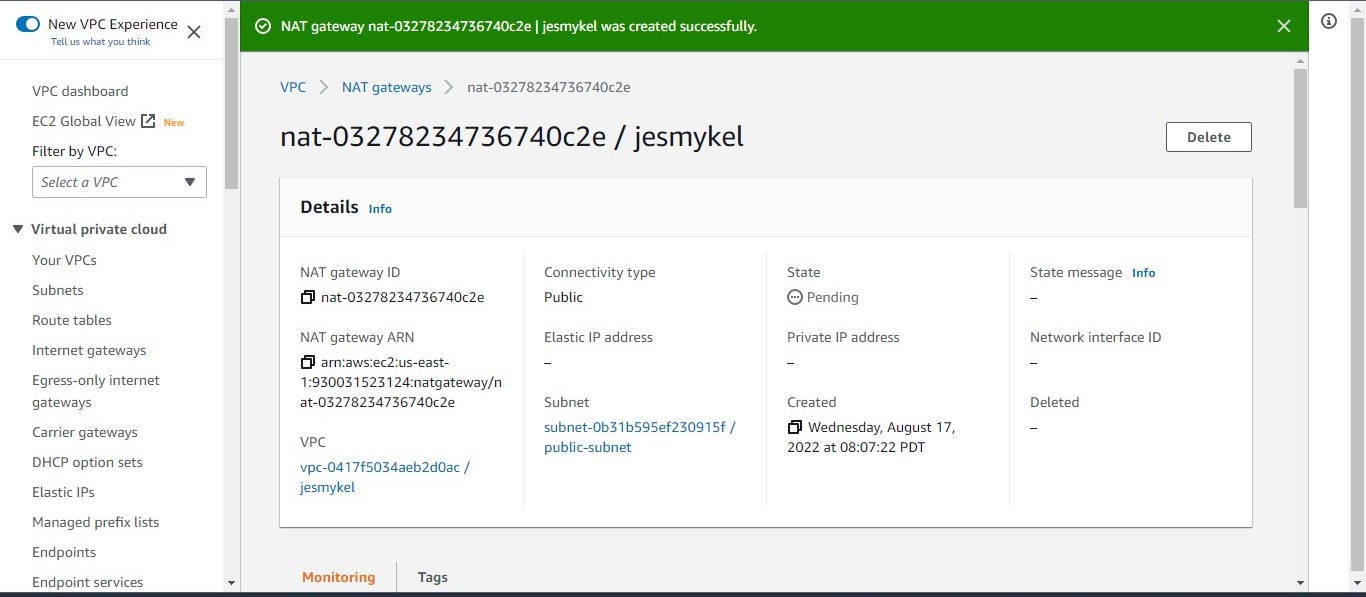 New VPC Experience
Tell us what you think
VPC dashboard
EC2 Global View New
Filter by VPC:
Select a VPC
Virtual private cloud
Your VPCs
Subnets
Route tables
Internet gateways
Egress-only internet
gateways
Carrier gateways
DHCP option sets
Elastic IPs
Managed prefix lists
Endpoints
Endpoint services
NAT gateway nat-03278234736740c2e | jesmykel was created successfully.
VPC > NAT gateways > nat-03278234736740c2e
nat-03278234736740c2e / jesmykel
Delete
Details Info
NAT gateway ID
nat-03278234736740c2e
NAT gateway ARN
arn:aws:ec2:us-east-
1:930031523124:natgateway/n
at-03278234736740c2e
VPC
vpc-0417f5034aeb2d0ac /
jesmykel
Connectivity type
Public
Elastic IP address
–
Subnet
subnet-0b31b595ef230915f /
public-subnet
State
Pending
Private IP address
–
Created
Wednesday, August 17,
2022 at 08:07:22 PDT
State message Info
–
Network interface ID
–
Deleted
–
Monitoring
Tags